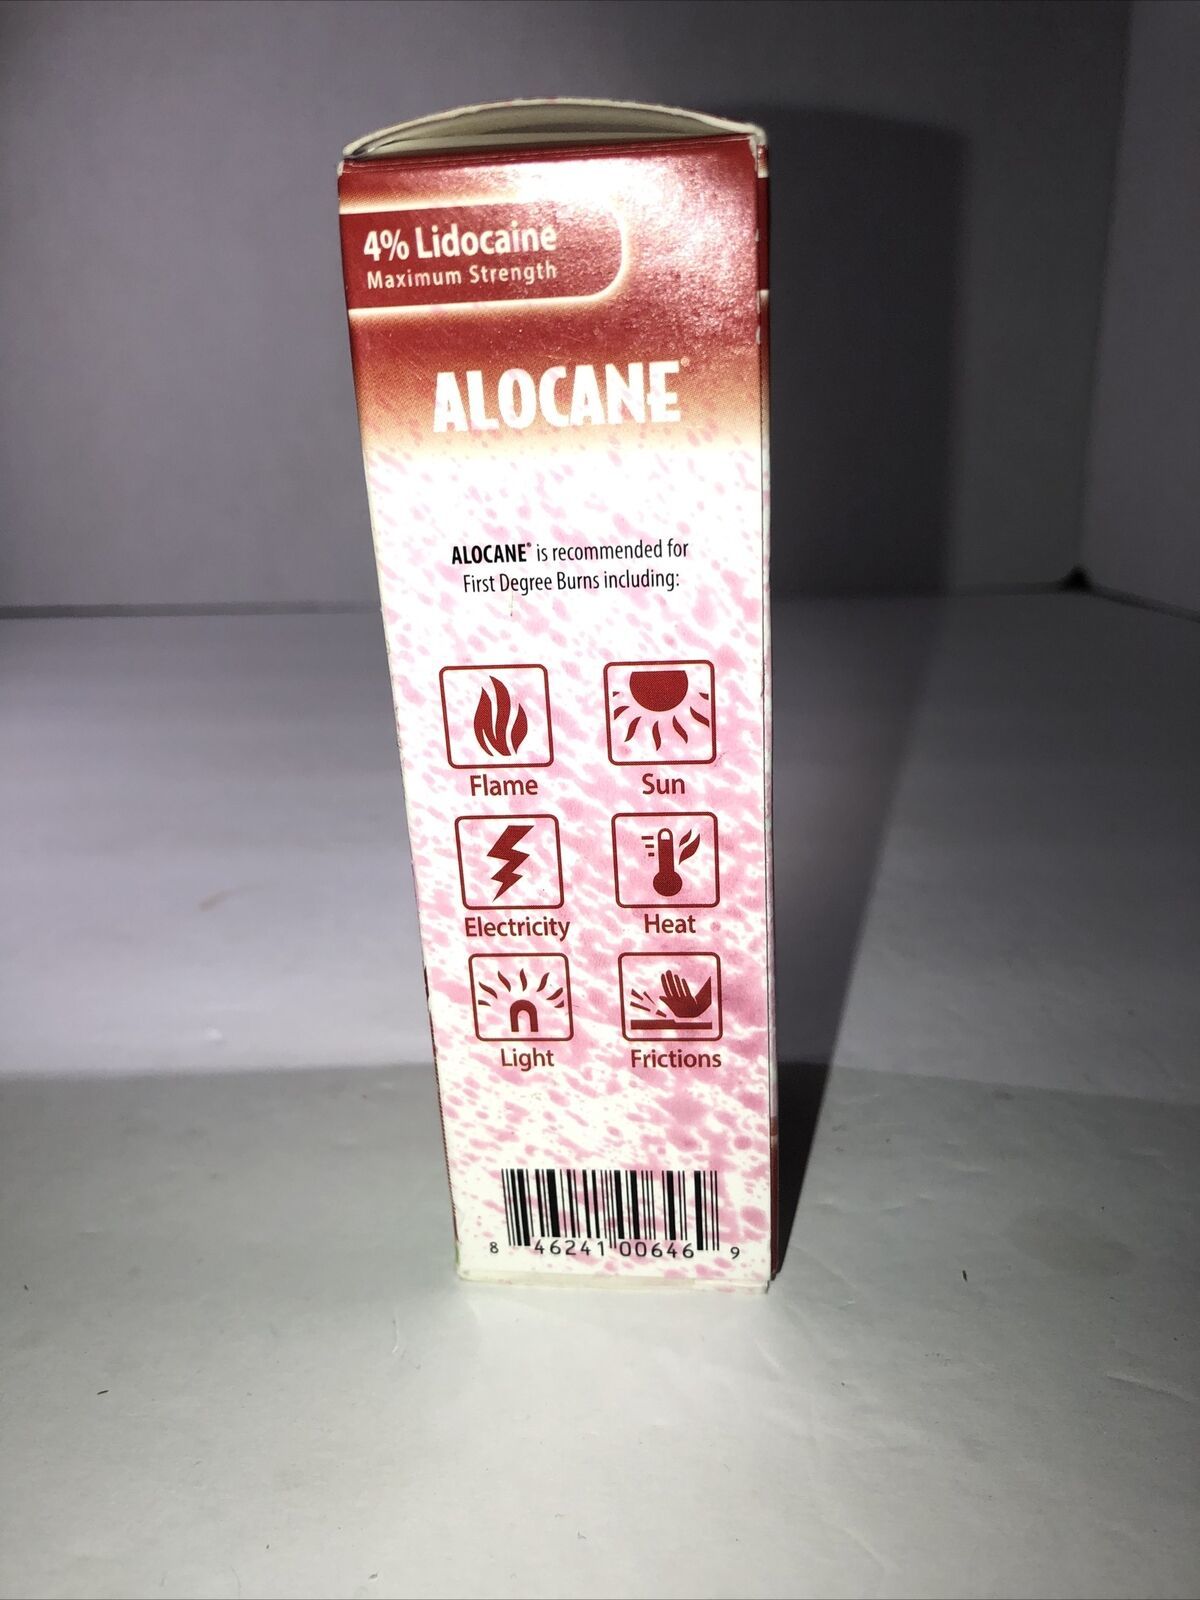 4% Lidocaine
Maximum Strength
ALOCANE®
ALOCANE® is recommended for
First Degree Burns including:
Flame
Sun
Electricity
Heat
Light
Frictions
8 46241 00646 9